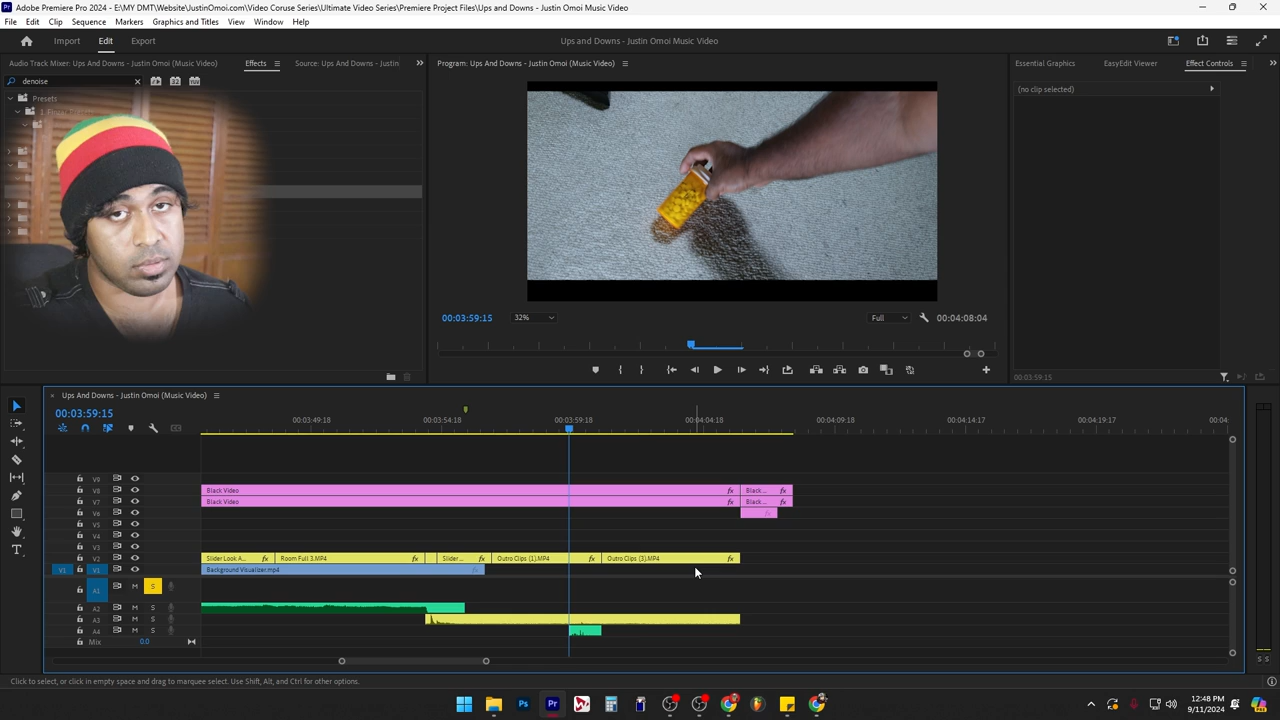 Adobe Premiere Pro 2024 - E:\MY DMT\Website\JustinOmoi.com\Video Coruse Series\Ultimate Video Series\Premiere Project Files\Ups and Downs - Justin Omoi Music Video
File Edit Clip Sequence Markers Graphics and Titles View Window Help
Import Edit Export
Ups and Downs - Justin Omoi Music Video
Audio Track Mixer: Ups And Downs - Justin Omoi (Music Video)
Effects
Source: Ups And Downs - Justin
Program: Ups And Downs - Justin Omoi (Music Video)
Essential Graphics
EasyEdit Viewer
Effect Controls
denoise
(no clip selected)
Presets
00:03:59:15
32%
Full
00:04:08:04
00:03:59:15
Ups And Downs - Justin Omoi (Music Video)
00:03:59:15
00:03:49:18 00:03:54:18 00:03:59:18 00:04:04:18 00:04:09:18 00:04:14:17 00:04:19:17 00:04
V9
V8 Black Video fx Black... fx
V7 Black Video fx Black... fx
V6 fx
V5
V4
V3
V2 Slider Look A... fx Room Full 3.MP4 fx Slider ... fx Outro Clips (1).MP4 fx Outro Clips (3).MP4 fx
V1 V1 Background Visualizer.mp4 fx
A1 M S
A2 M S
A3 M S
A4 M S
Mix 0.0
S S
Click to select, or click in empty space and drag to marquee select. Use Shift, Alt, and Ctrl for other options.
12:48 PM
9/11/2024